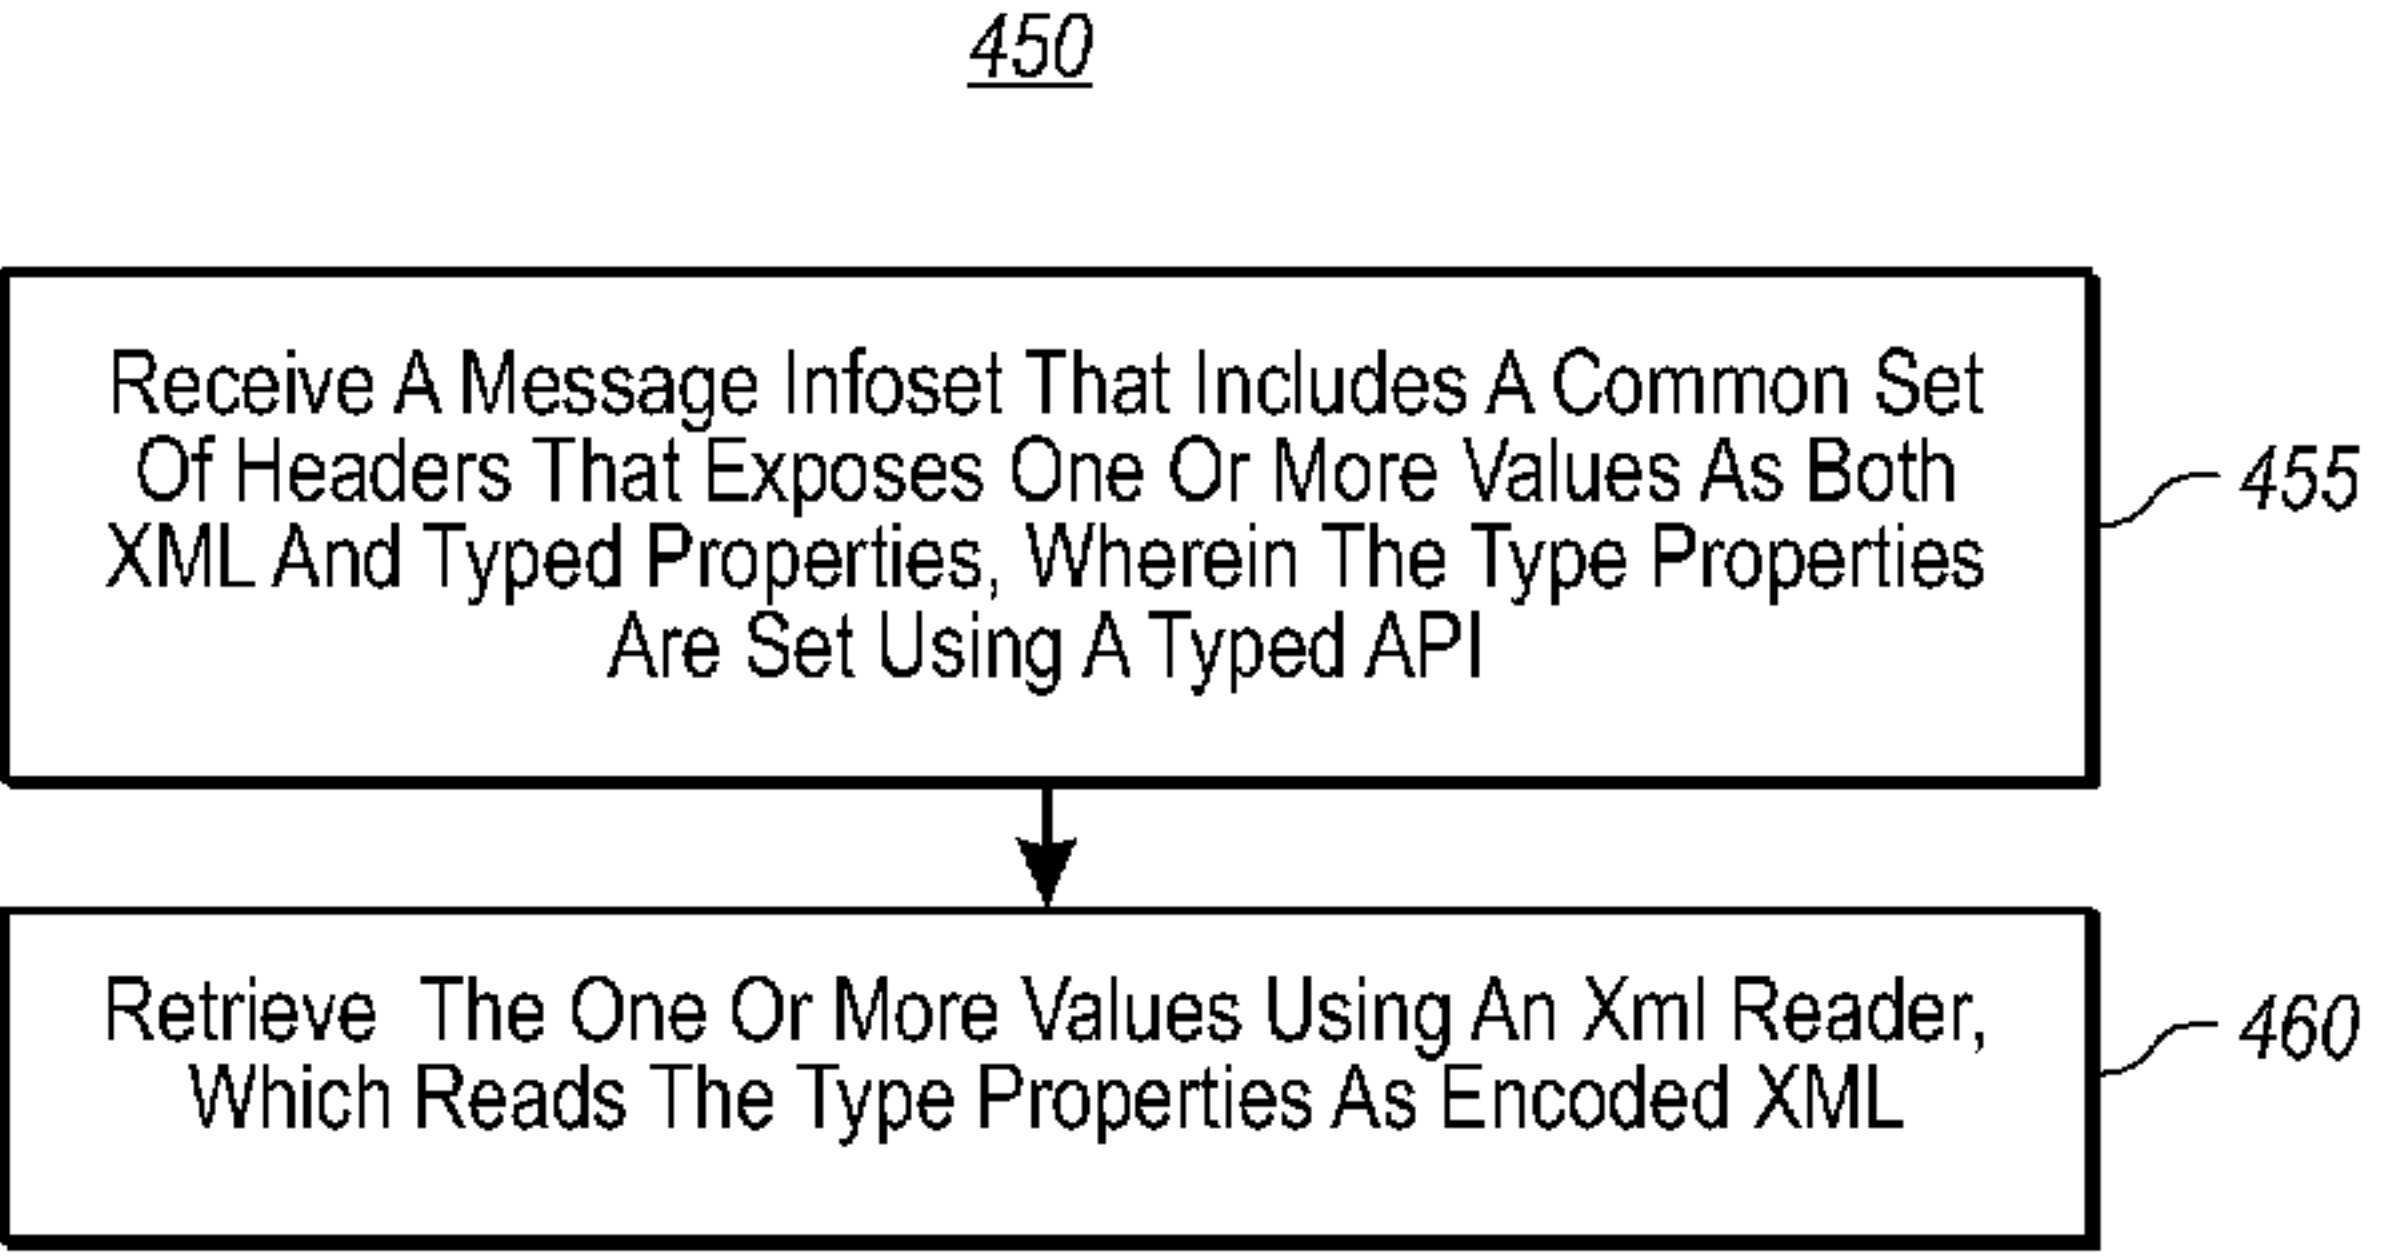 450
Receive A Message Infoset That Includes A Common Set
Of Headers That Exposes One Or More Values As Both
XML And Typed Properties, Wherein The Type Properties
Are Set Using A Typed API
455
Retrieve The One Or More Values Using An Xml Reader,
Which Reads The Type Properties As Encoded XML
460